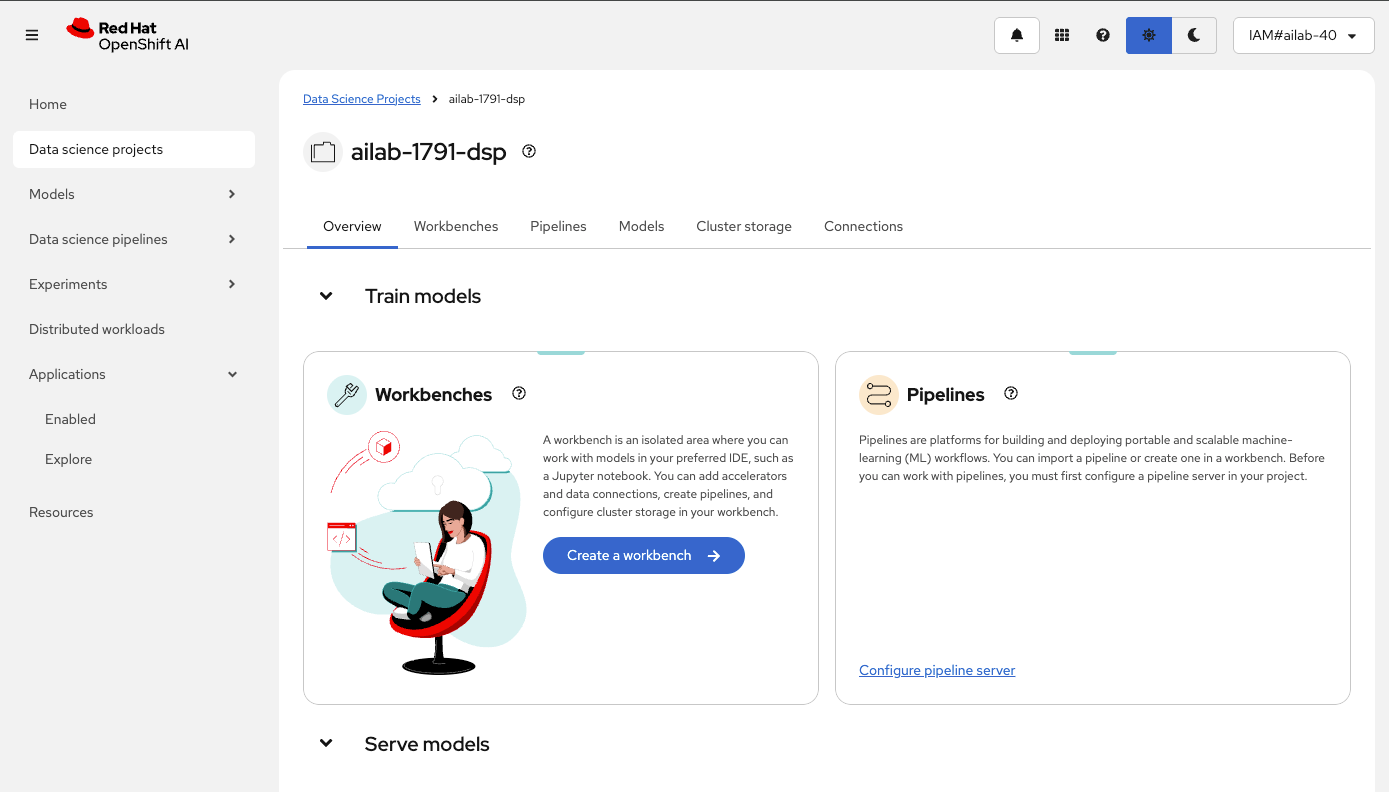 Red Hat
OpenShift AI
IAM#ailab-40
Home
Data science projects
Models
Data science pipelines
Experiments
Distributed workloads
Applications
Enabled
Explore
Resources
Data Science Projects > ailab-1791-dsp
ailab-1791-dsp
Overview Workbenches Pipelines Models Cluster storage Connections
Train models
Workbenches
A workbench is an isolated area where you can
work with models in your preferred IDE, such as
a Jupyter notebook. You can add accelerators
and data connections, create pipelines, and
configure cluster storage in your workbench.
Create a workbench →
</>
Pipelines
Pipelines are platforms for building and deploying portable and scalable machine-
learning (ML) workflows. You can import a pipeline or create one in a workbench. Before
you can work with pipelines, you must first configure a pipeline server in your project.
Configure pipeline server
Serve models